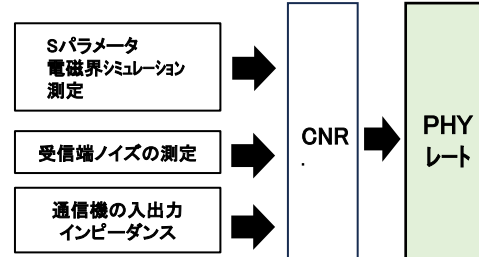 Sパラメータ
電磁界シミュレーション
測定
受信端ノイズの測定
通信機の入出力
インピーダンス
CNR
.
PHY
レート